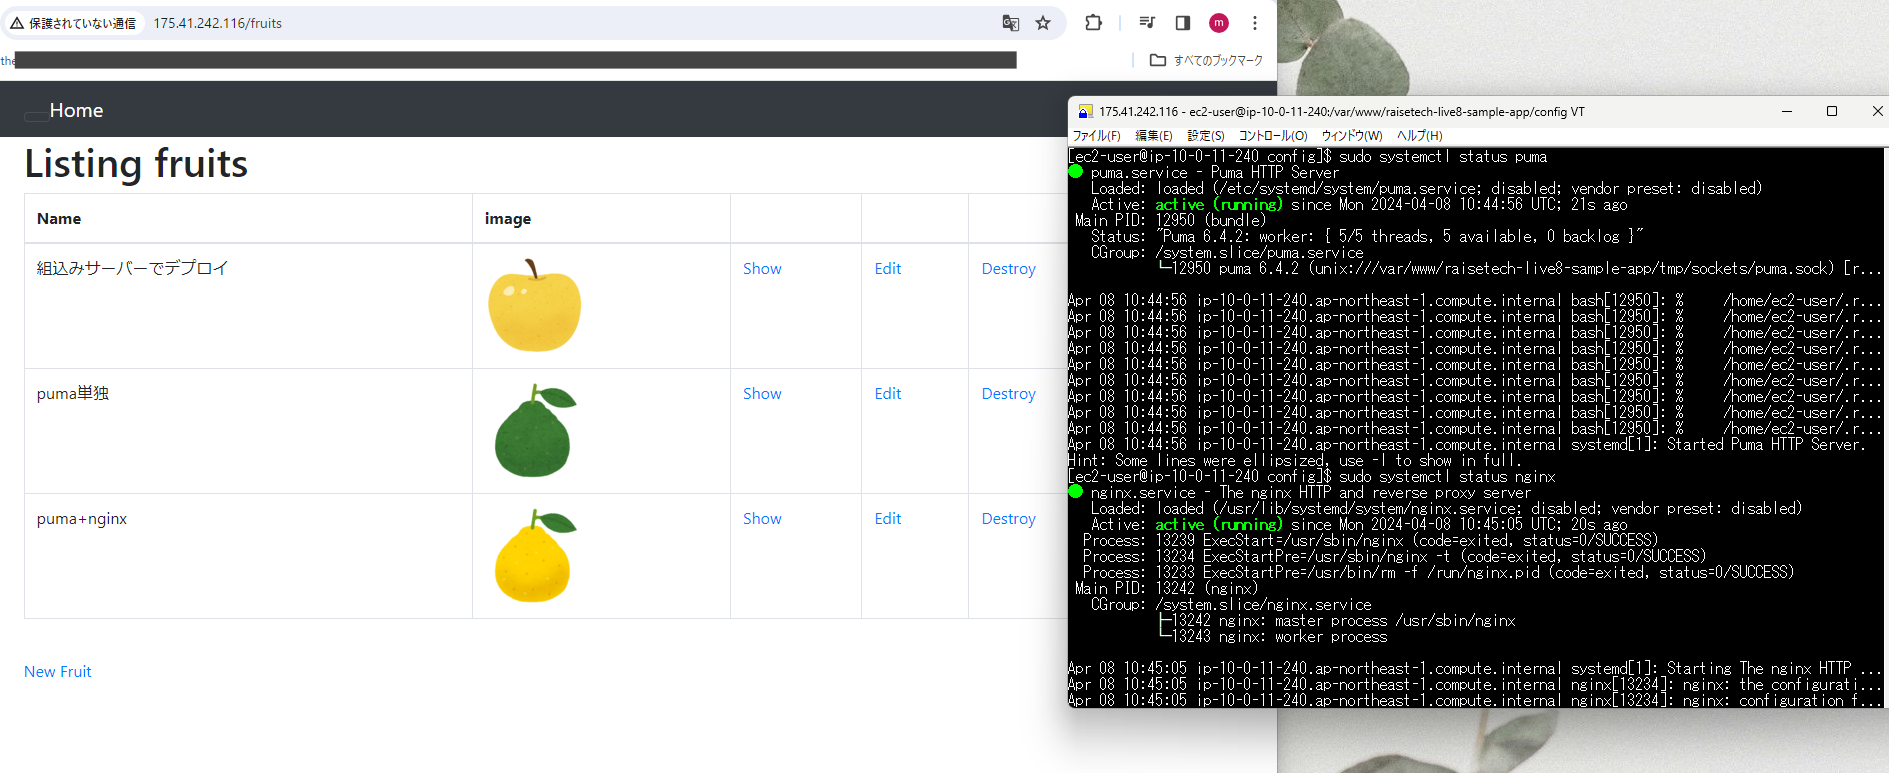 保護されていない通信 175.41.242.116/fruits m
the
すべてのブックマーク
Home
Listing fruits
Name image
組込みサーバーでデプロイ Show Edit Destroy
puma単独 Show Edit Destroy
puma+nginx Show Edit Destroy
New Fruit
175.41.242.116 - ec2-user@ip-10-0-11-240:/var/www/raisetech-live8-sample-app/config VT
ファイル(F) 編集(E) 設定(S) コントロール(O) ウィンドウ(W) ヘルプ(H)
[ec2-user@ip-10-0-11-240 config]$ sudo systemctl status puma
● puma.service - Puma HTTP Server
Loaded: loaded (/etc/systemd/system/puma.service; disabled; vendor preset: disabled)
Active: active (running) since Mon 2024-04-08 10:44:56 UTC; 21s ago
Main PID: 12950 (bundle)
Status: "Puma 6.4.2: worker: { 5/5 threads, 5 available, 0 backlog }"
CGroup: /system.slice/puma.service
└─12950 puma 6.4.2 (unix:///var/www/raisetech-live8-sample-app/tmp/sockets/puma.sock) [r...
Apr 08 10:44:56 ip-10-0-11-240.ap-northeast-1.compute.internal bash[12950]: % /home/ec2-user/.r...
Apr 08 10:44:56 ip-10-0-11-240.ap-northeast-1.compute.internal bash[12950]: % /home/ec2-user/.r...
Apr 08 10:44:56 ip-10-0-11-240.ap-northeast-1.compute.internal bash[12950]: % /home/ec2-user/.r...
Apr 08 10:44:56 ip-10-0-11-240.ap-northeast-1.compute.internal bash[12950]: % /home/ec2-user/.r...
Apr 08 10:44:56 ip-10-0-11-240.ap-northeast-1.compute.internal bash[12950]: % /home/ec2-user/.r...
Apr 08 10:44:56 ip-10-0-11-240.ap-northeast-1.compute.internal bash[12950]: % /home/ec2-user/.r...
Apr 08 10:44:56 ip-10-0-11-240.ap-northeast-1.compute.internal bash[12950]: % /home/ec2-user/.r...
Apr 08 10:44:56 ip-10-0-11-240.ap-northeast-1.compute.internal bash[12950]: % /home/ec2-user/.r...
Apr 08 10:44:56 ip-10-0-11-240.ap-northeast-1.compute.internal bash[12950]: % /home/ec2-user/.r...
Apr 08 10:44:56 ip-10-0-11-240.ap-northeast-1.compute.internal systemd[1]: Started Puma HTTP Server.
Hint: Some lines were ellipsized, use -l to show in full.
[ec2-user@ip-10-0-11-240 config]$ sudo systemctl status nginx
● nginx.service - The nginx HTTP and reverse proxy server
Loaded: loaded (/usr/lib/systemd/system/nginx.service; disabled; vendor preset: disabled)
Active: active (running) since Mon 2024-04-08 10:45:05 UTC; 20s ago
Process: 13239 ExecStart=/usr/sbin/nginx (code=exited, status=0/SUCCESS)
Process: 13234 ExecStartPre=/usr/sbin/nginx -t (code=exited, status=0/SUCCESS)
Process: 13233 ExecStartPre=/usr/bin/rm -f /run/nginx.pid (code=exited, status=0/SUCCESS)
Main PID: 13242 (nginx)
CGroup: /system.slice/nginx.service
├─13242 nginx: master process /usr/sbin/nginx
└─13243 nginx: worker process
Apr 08 10:45:05 ip-10-0-11-240.ap-northeast-1.compute.internal systemd[1]: Starting The nginx HTTP ...
Apr 08 10:45:05 ip-10-0-11-240.ap-northeast-1.compute.internal nginx[13234]: nginx: the configurati...
Apr 08 10:45:05 ip-10-0-11-240.ap-northeast-1.compute.internal nginx[13234]: nginx: configuration f...